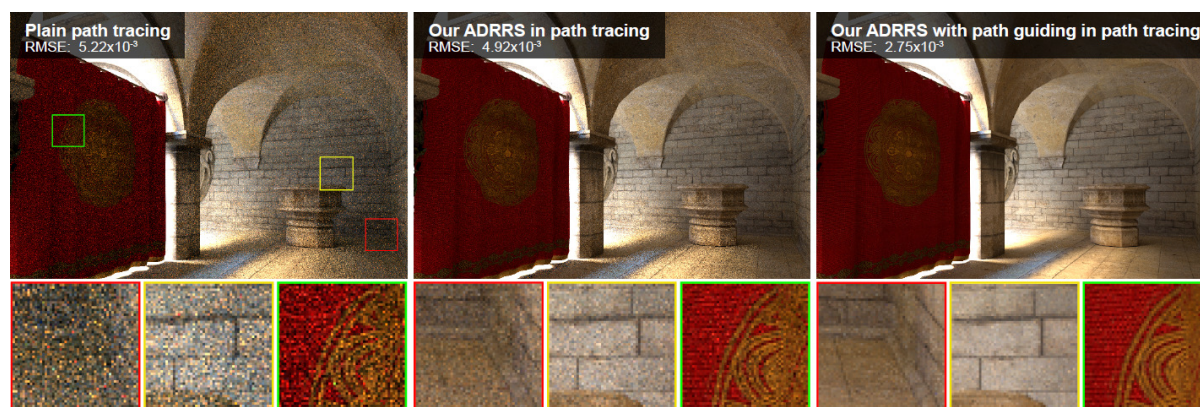 Plain path tracing
RMSE: 5.22x10⁻³
Our ADRRS in path tracing
RMSE: 4.92x10⁻³
Our ADRRS with path guiding in path tracing
RMSE: 2.75x10⁻³